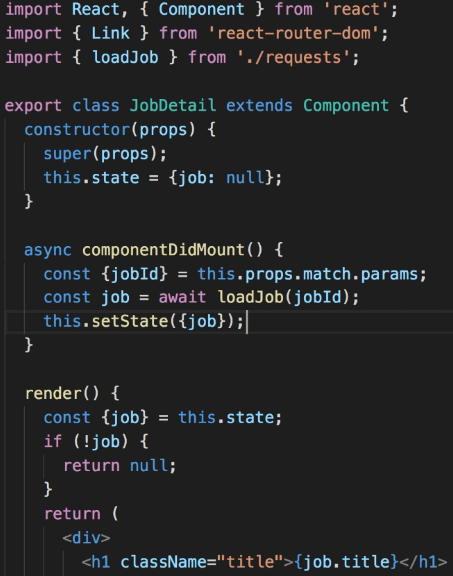 import React, { Component } from 'react';
import { Link } from 'react-router-dom';
import { loadJob } from './requests';

export class JobDetail extends Component {
  constructor(props) {
    super(props);
    this.state = {job: null};
  }

  async componentDidMount() {
    const {jobId} = this.props.match.params;
    const job = await loadJob(jobId);
    this.setState({job});
  }

  render() {
    const {job} = this.state;
    if (!job) {
      return null;
    }
    return (
      <div>
        <h1 className="title">{job.title}</h1>